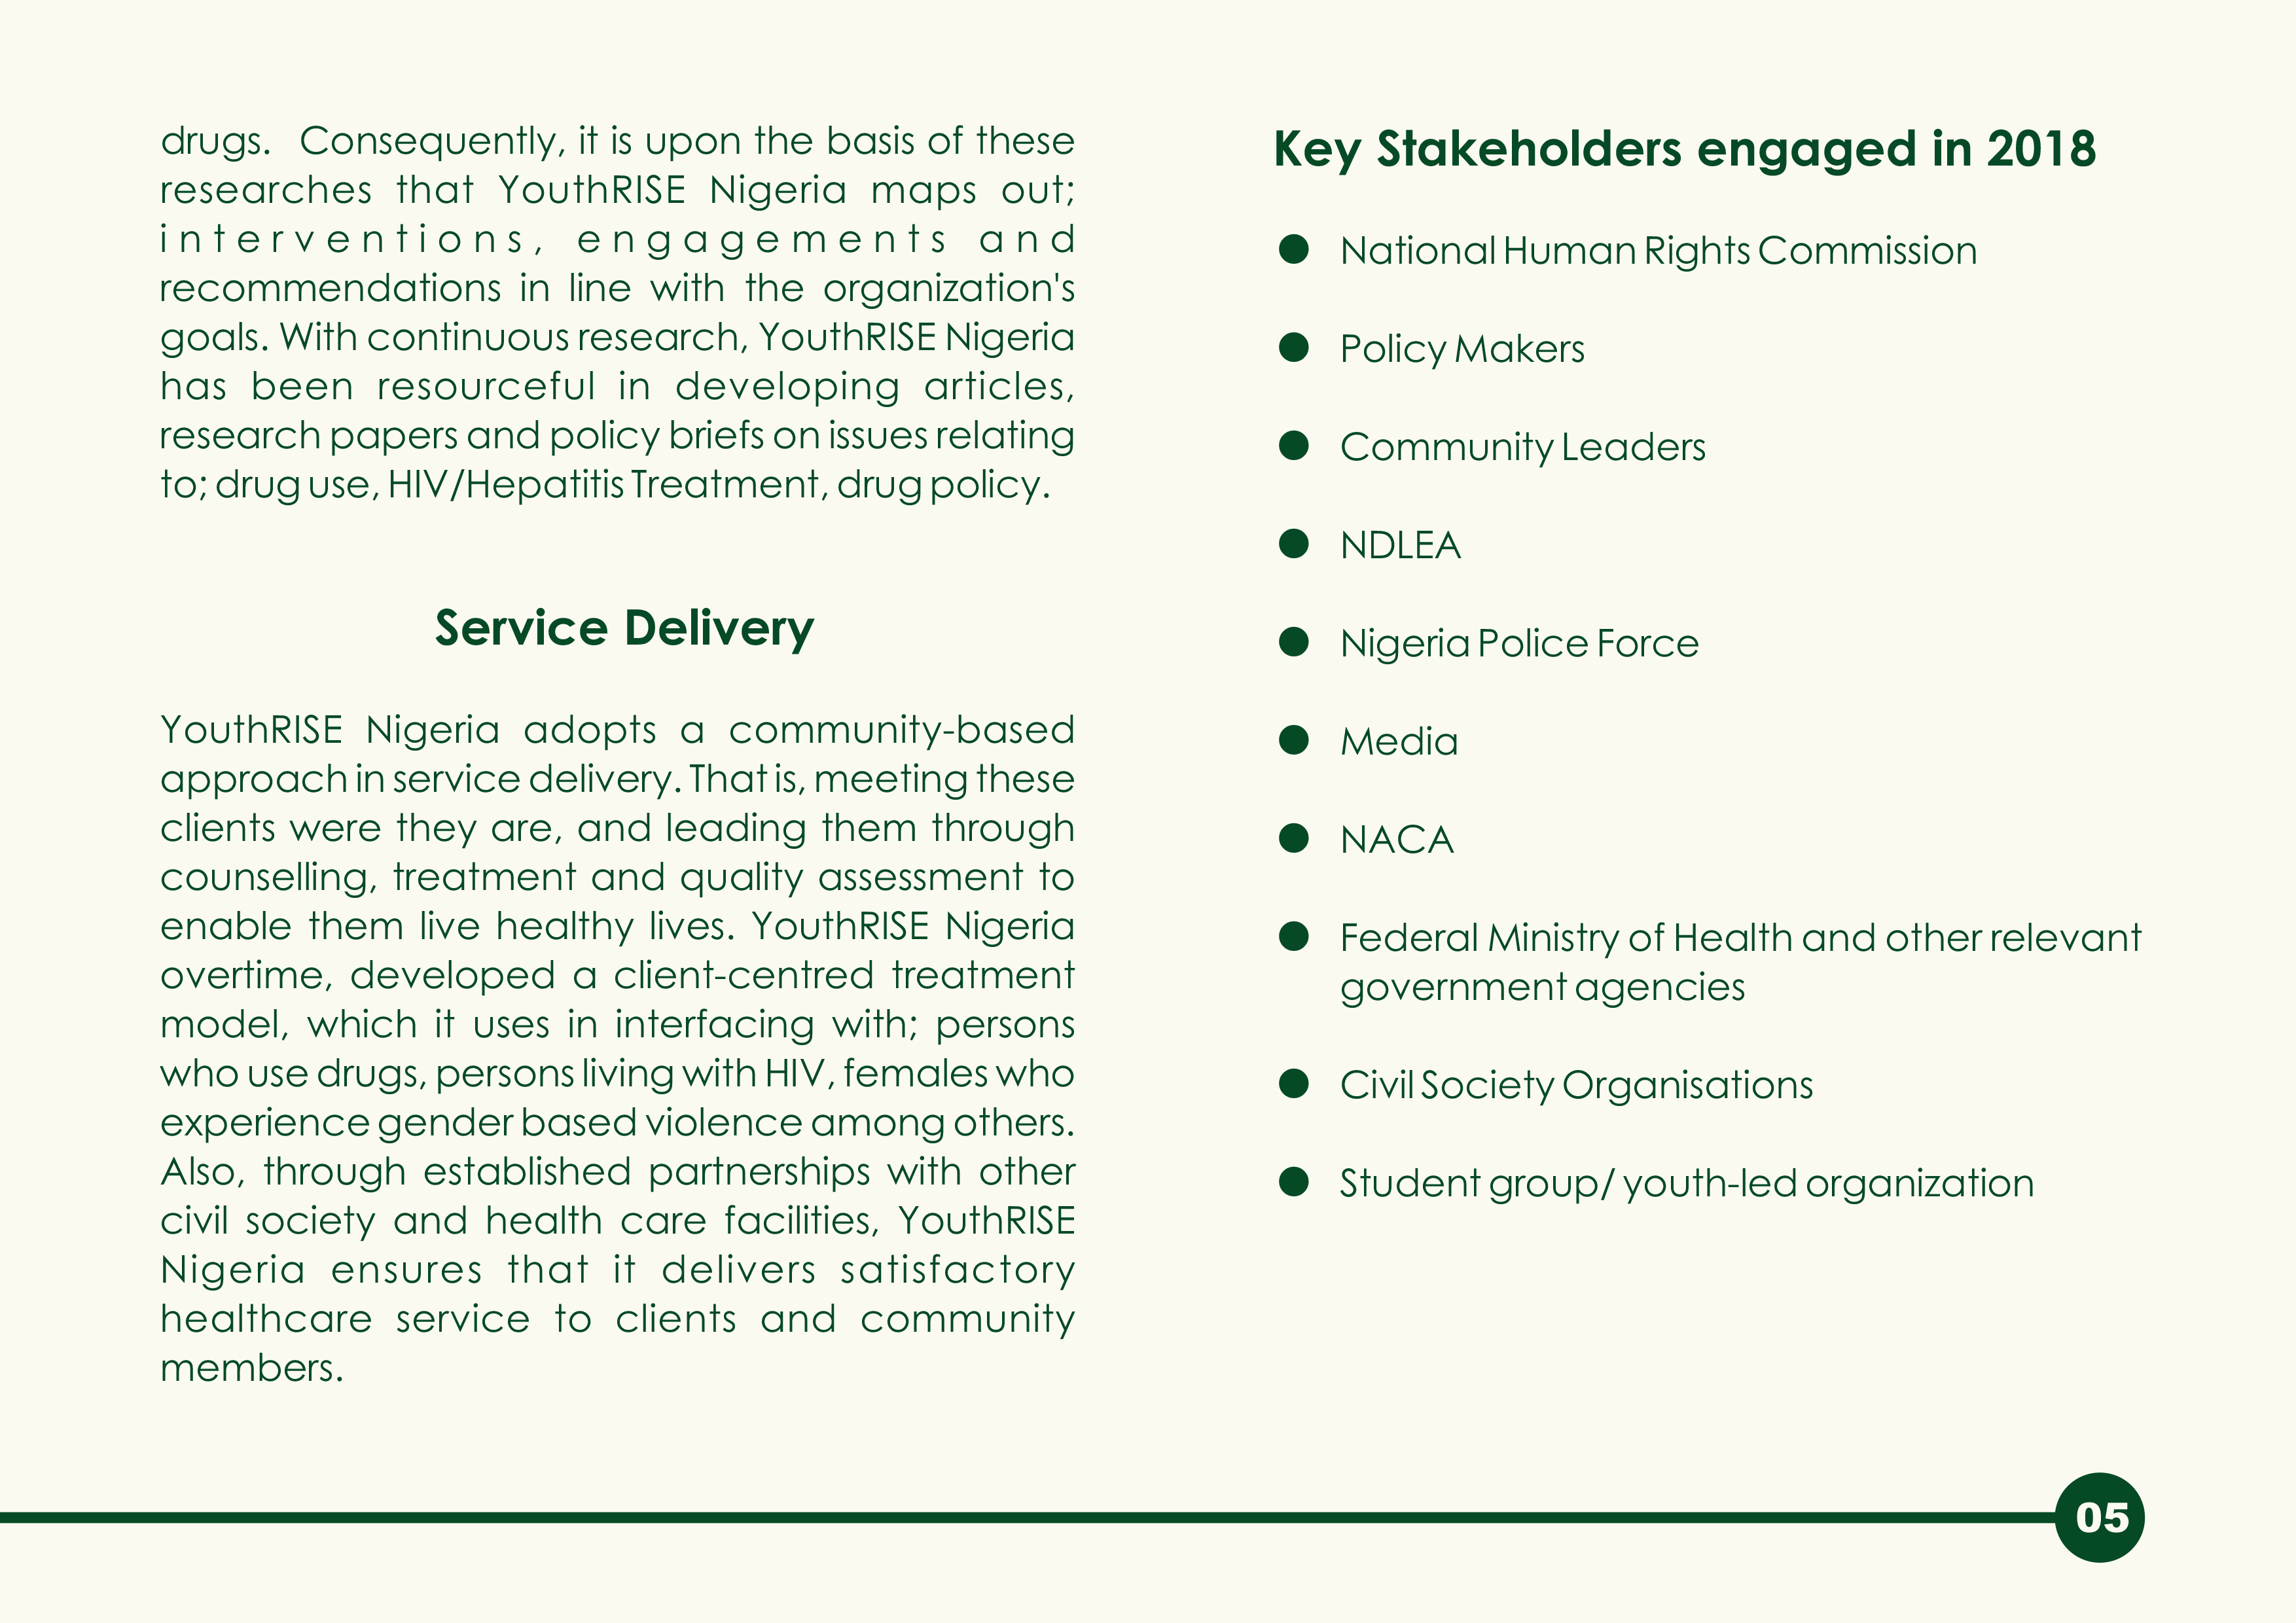 drugs. Consequently, it is upon the basis of these
researches that YouthRISE Nigeria maps out;
interventions, engagements and
recommendations in line with the organization's
goals. With continuous research, YouthRISE Nigeria
has been resourceful in developing articles,
research papers and policy briefs on issues relating
to; drug use, HIV/Hepatitis Treatment, drug policy.
Service Delivery
YouthRISE Nigeria adopts a community-based
approach in service delivery. That is, meeting these
clients were they are, and leading them through
counselling, treatment and quality assessment to
enable them live healthy lives. YouthRISE Nigeria
overtime, developed a client-centred treatment
model, which it uses in interfacing with; persons
who use drugs, persons living with HIV, females who
experience gender based violence among others.
Also, through established partnerships with other
civil society and health care facilities, YouthRISE
Nigeria ensures that it delivers satisfactory
healthcare service to clients and community
members.
Key Stakeholders engaged in 2018
● National Human Rights Commission
● Policy Makers
● Community Leaders
● NDLEA
● Nigeria Police Force
● Media
● NACA
● Federal Ministry of Health and other relevant
government agencies
● Civil Society Organisations
● Student group/ youth-led organization
05